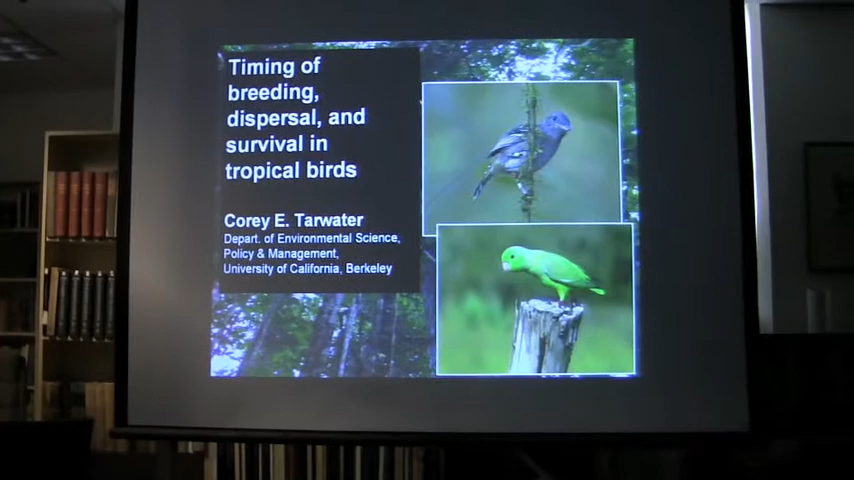 Timing of
breeding,
dispersal, and
survival in
tropical birds
Corey E. Tarwater
Depart. of Environmental Science,
Policy & Management,
University of California, Berkeley